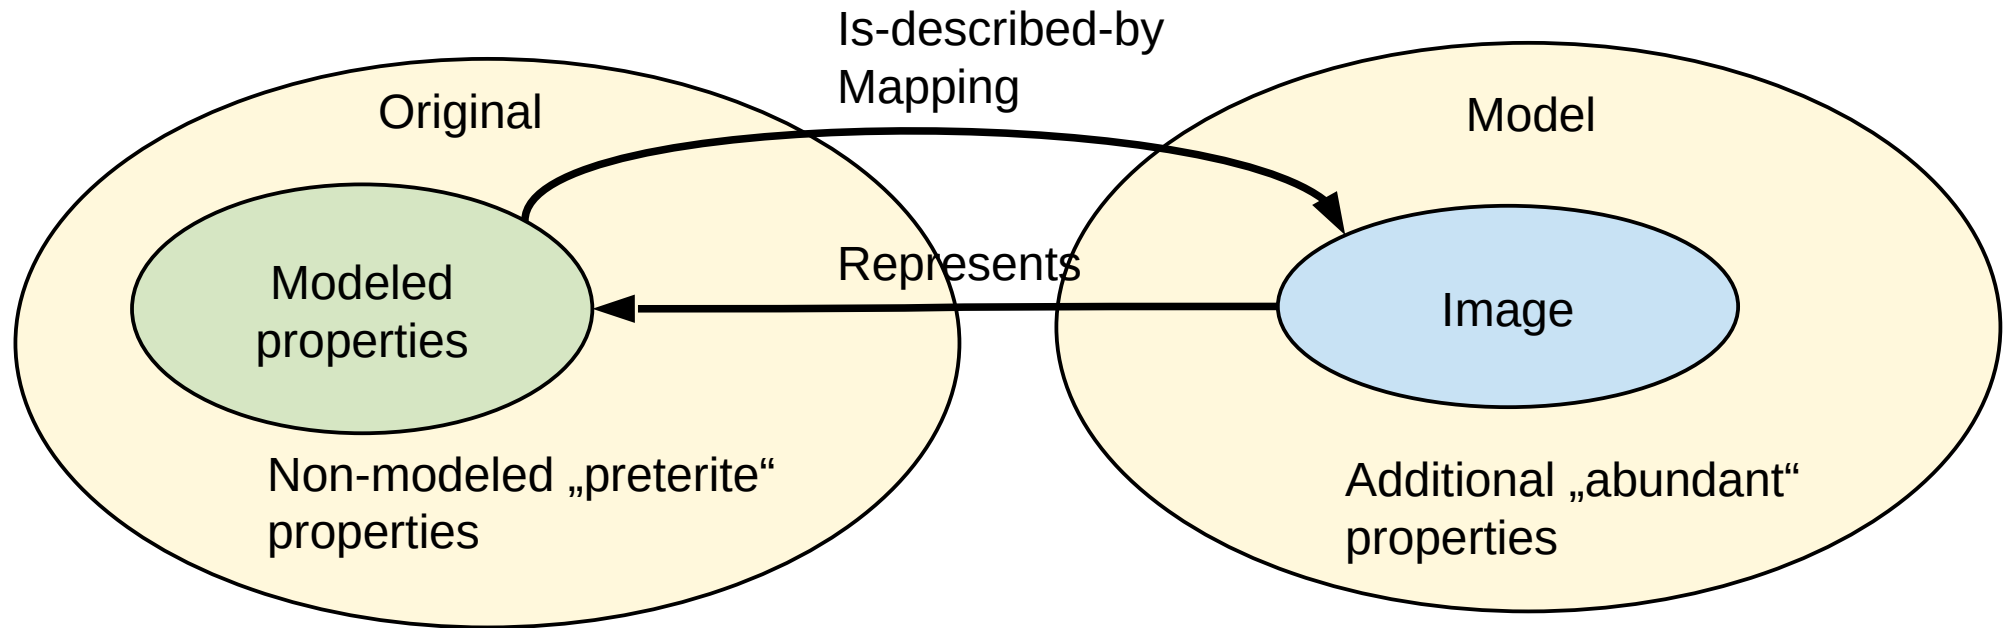 Is-described-by
Mapping
Original
Model
Represents
Modeled
properties
Image
Non-modeled „preterite“
properties
Additional „abundant“
properties